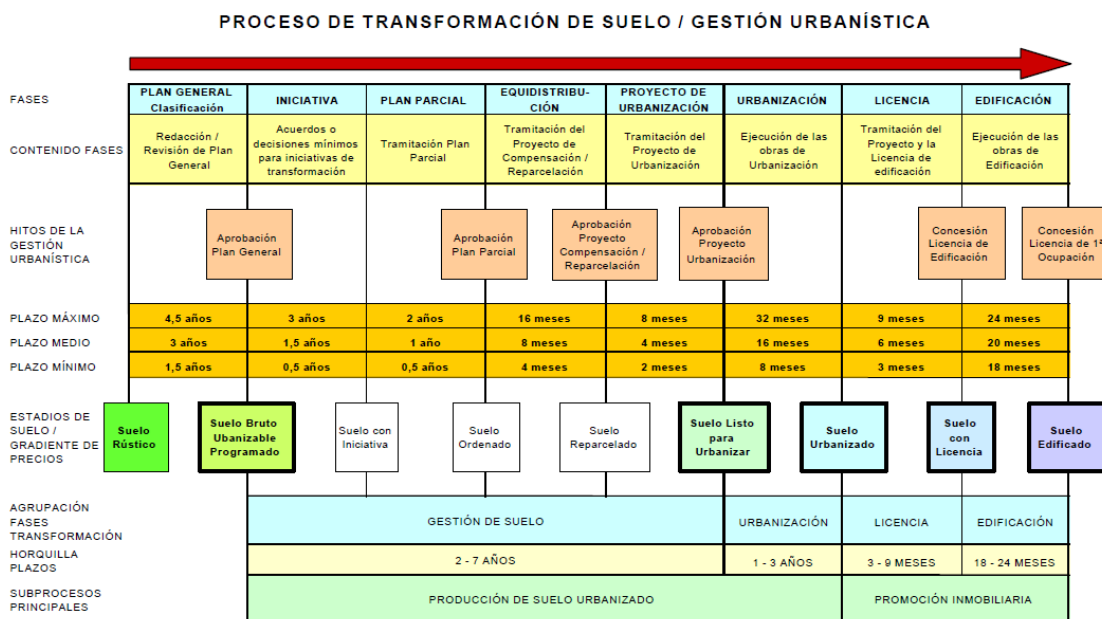 PROCESO DE TRANSFORMACIÓN DE SUELO / GESTIÓN URBANÍSTICA
FASES
PLAN GENERAL
Clasificación
INICIATIVA
PLAN PARCIAL
EQUIDISTRIBU-
CIÓN
PROYECTO DE
URBANIZACIÓN
URBANIZACIÓN
LICENCIA
EDIFICACIÓN
CONTENIDO FASES
Redacción /
Revisión de Plan
General
Acuerdos o
decisiones mínimos
para iniciativas de
transformación
Tramitación Plan
Parcial
Tramitación del
Proyecto de
Compensación /
Reparcelación
Tramitación del
Proyecto de
Urbanización
Ejecución de las
obras de
Urbanización
Tramitación del
Proyecto y la
Licencia de
edificación
Ejecución de las
obras de
Edificación
HITOS DE LA
GESTIÓN
URBANÍSTICA
Aprobación
Plan General
Aprobación
Plan Parcial
Aprobación
Proyecto
Compensación /
Reparcelación
Aprobación
Proyecto
Urbanización
Concesión
Licencia de
Edificación
Concesión
Licencia de 1ª
Ocupación
PLAZO MÁXIMO
4,5 años
3 años
2 años
16 meses
8 meses
32 meses
9 meses
24 meses
PLAZO MEDIO
3 años
1,5 años
1 año
8 meses
4 meses
16 meses
6 meses
20 meses
PLAZO MÍNIMO
1,5 años
0,5 años
0,5 años
4 meses
2 meses
8 meses
3 meses
18 meses
ESTADIOS DE
SUELO /
GRADIENTE DE
PRECIOS
Suelo
Rústico
Suelo Bruto
Ubanizable
Programado
Suelo con
Iniciativa
Suelo
Ordenado
Suelo
Reparcelado
Suelo Listo
para
Urbanizar
Suelo
Urbanizado
Suelo
con
Licencia
Suelo
Edificado
AGRUPACIÓN
FASES
TRANSFORMACIÓN
GESTIÓN DE SUELO
URBANIZACIÓN
LICENCIA
EDIFICACIÓN
HORQUILLA
PLAZOS
2 - 7 AÑOS
1 - 3 AÑOS
3 - 9 MESES
18 - 24 MESES
SUBPROCESOS
PRINCIPALES
PRODUCCIÓN DE SUELO URBANIZADO
PROMOCIÓN INMOBILIARIA